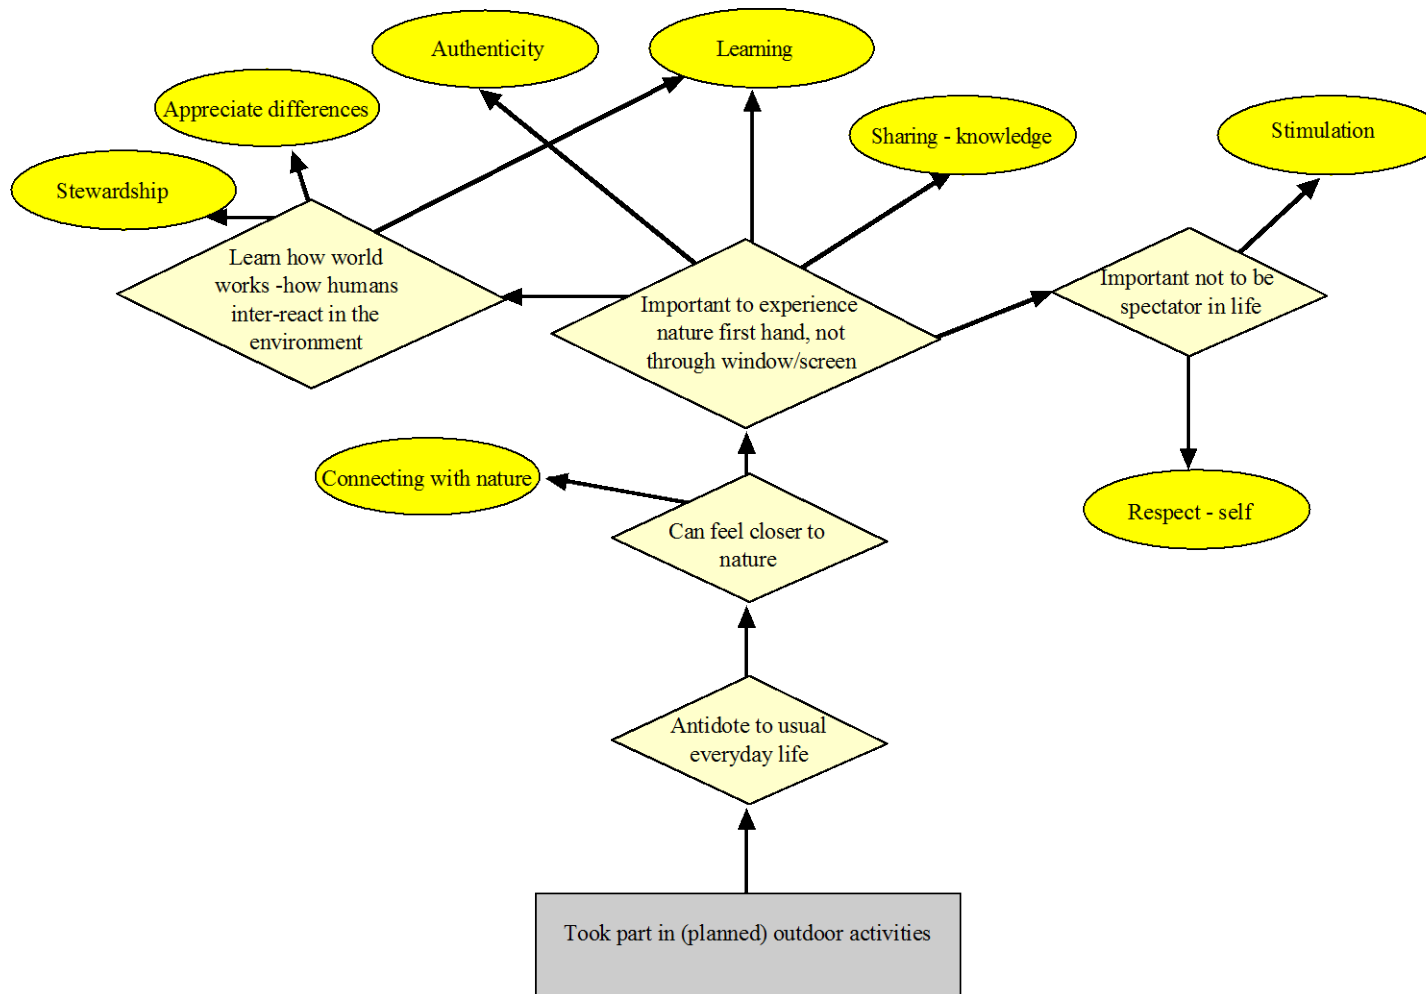 Authenticity
Learning
Appreciate differences
Sharing - knowledge
Stimulation
Stewardship
Learn how world
works -how humans
inter-react in the
environment
Important to experience
nature first hand, not
through window/screen
Important not to be
spectator in life
Connecting with nature
Respect - self
Can feel closer to
nature
Antidote to usual
everyday life
Took part in (planned) outdoor activities